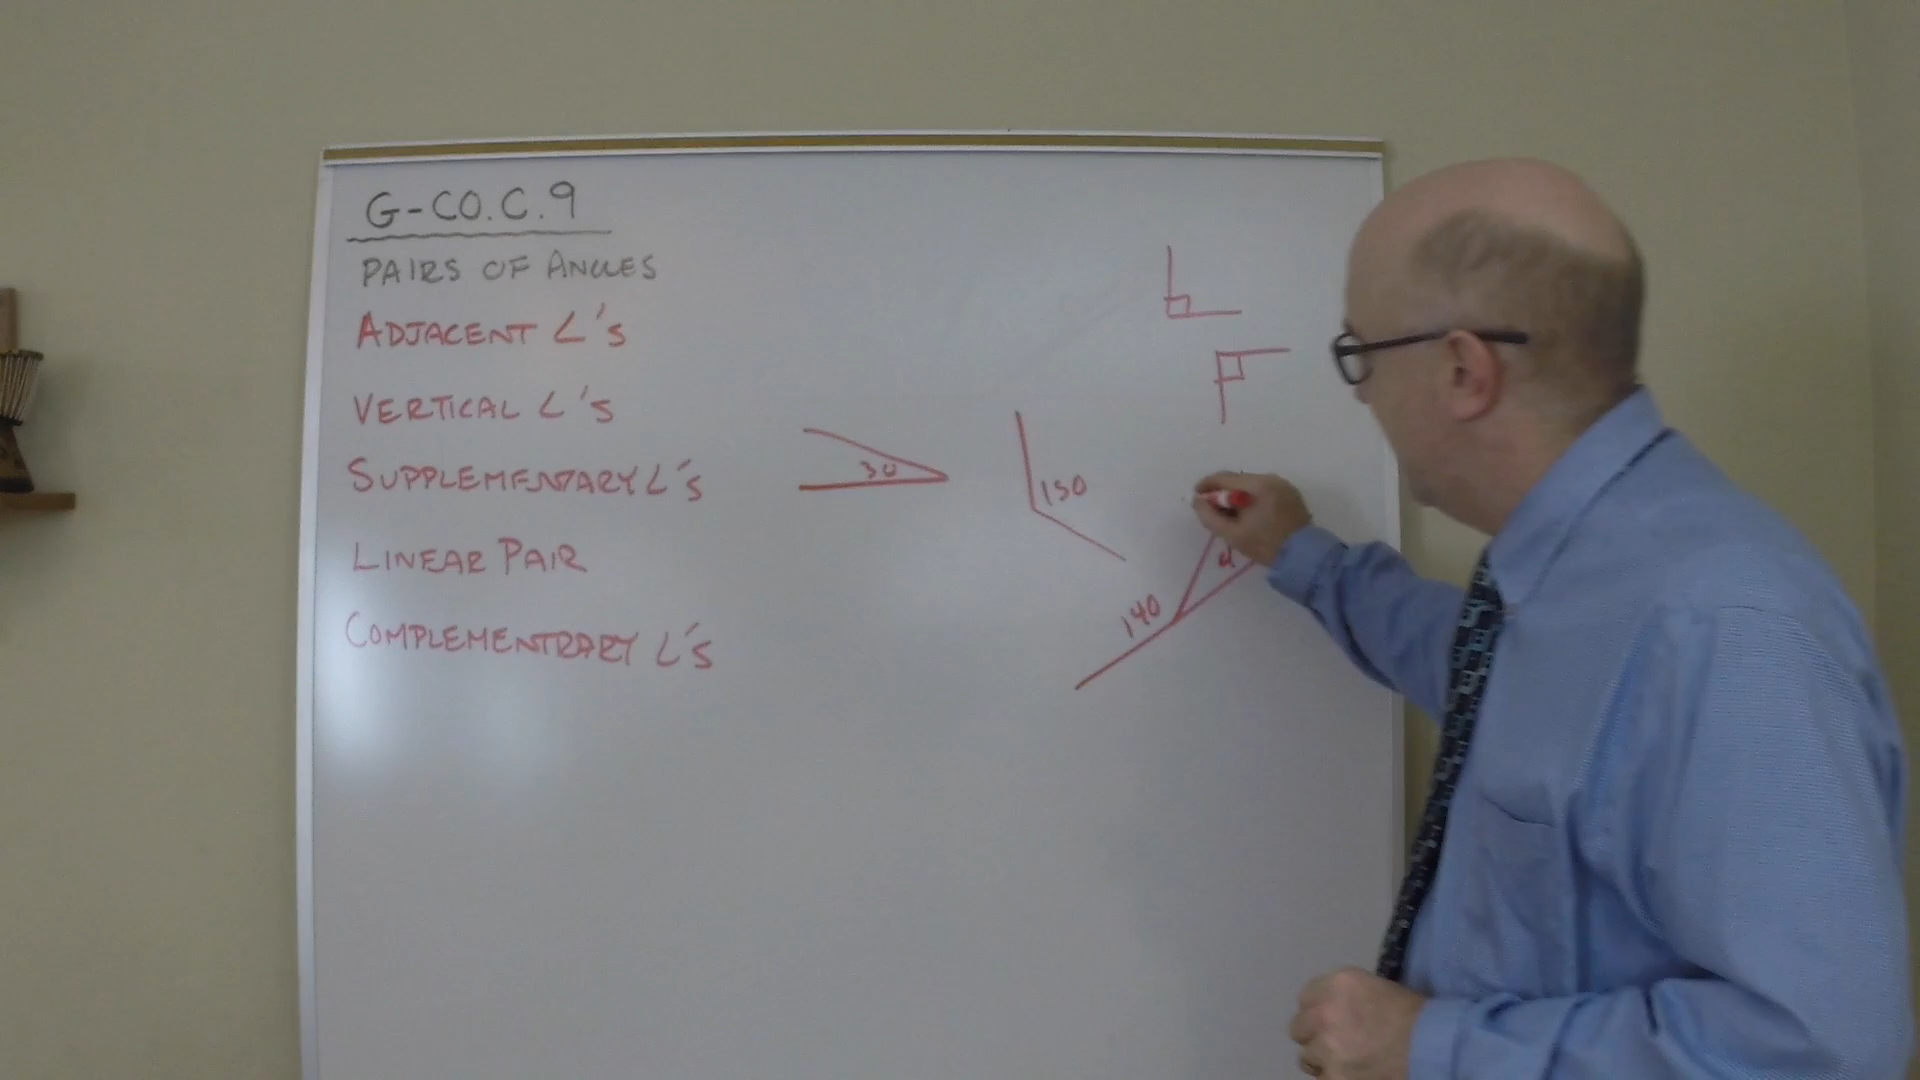 G-CO.C.9
PAIRS OF ANGLES
ADJACENT ∠'S
VERTICAL ∠'S
SUPPLEMENTARY ∠'S
LINEAR PAIR
COMPLEMENTRARY ∠'S
30
150
140